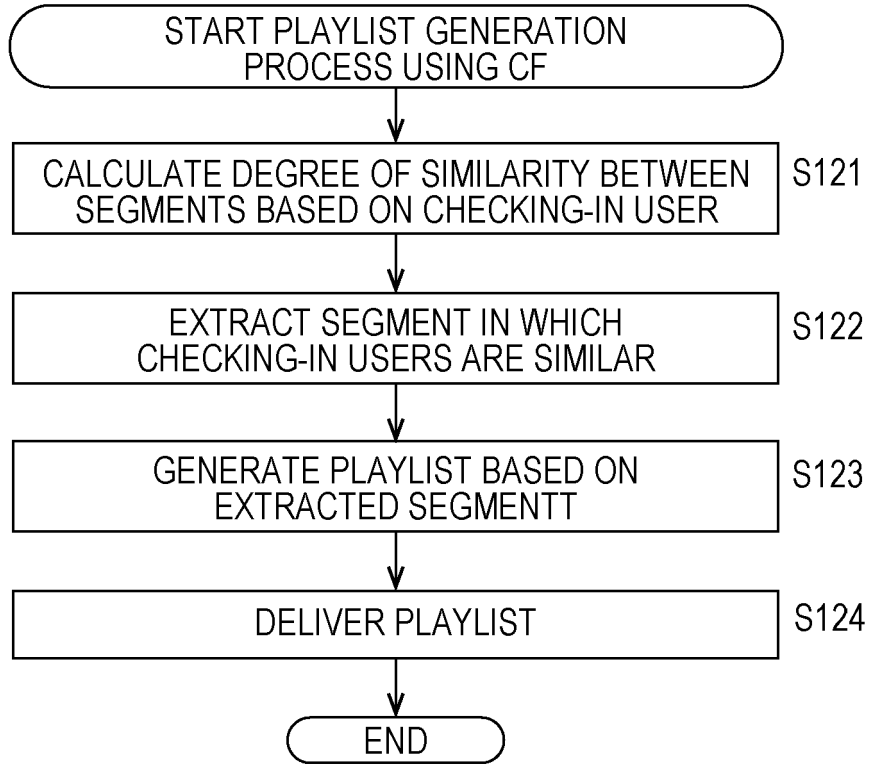 START PLAYLIST GENERATION
PROCESS USING CF
CALCULATE DEGREE OF SIMILARITY BETWEEN
SEGMENTS BASED ON CHECKING-IN USER
S121
EXTRACT SEGMENT IN WHICH
CHECKING-IN USERS ARE SIMILAR
S122
GENERATE PLAYLIST BASED ON
EXTRACTED SEGMENTT
S123
DELIVER PLAYLIST
S124
END